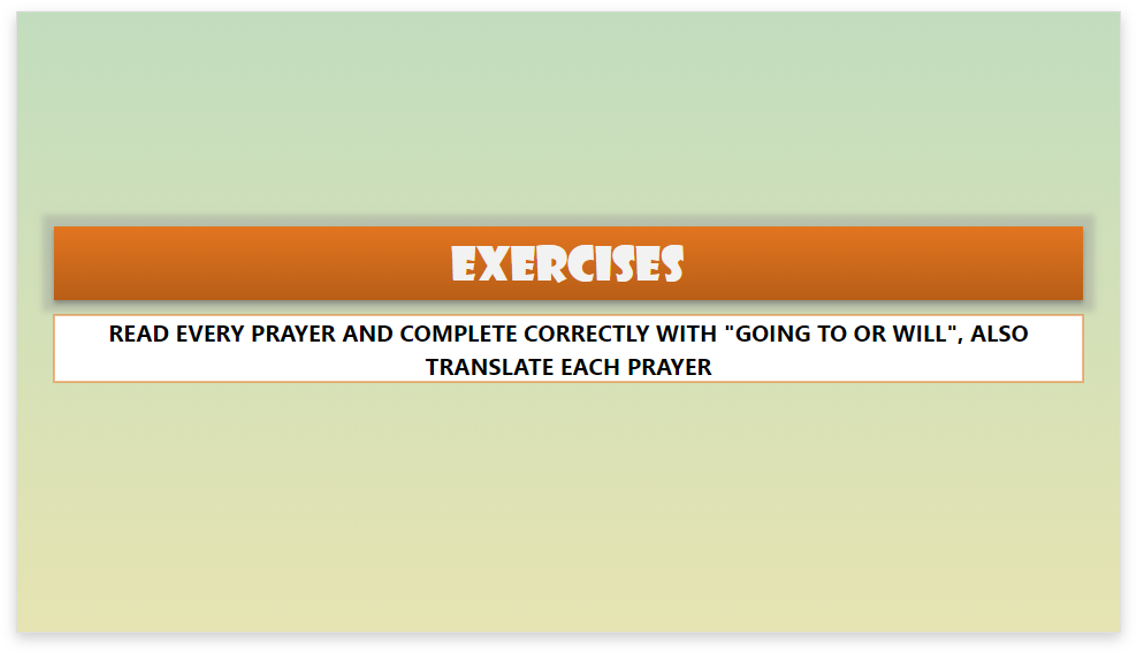 EXERCISES
READ EVERY PRAYER AND COMPLETE CORRECTLY WITH "GOING TO OR WILL", ALSO
TRANSLATE EACH PRAYER